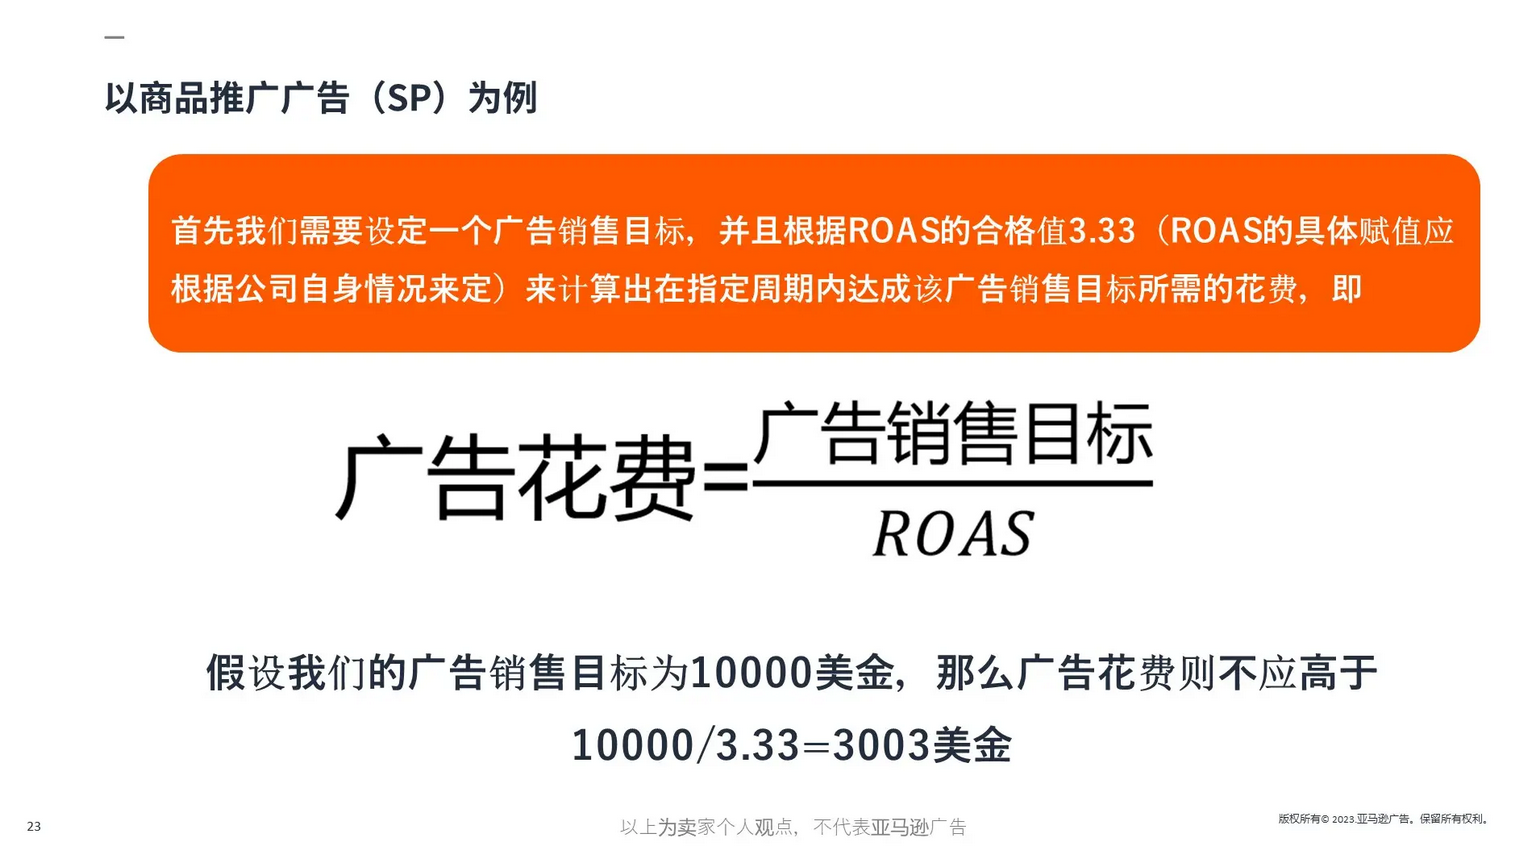 以商品推广广告（SP）为例
首先我们需要设定一个广告销售目标，并且根据ROAS的合格值3.33（ROAS的具体赋值应
根据公司自身情况来定）来计算出在指定周期内达成该广告销售目标所需的花费，即
广告花费=广告销售目标
ROAS
假设我们的广告销售目标为10000美金，那么广告花费则不应高于
10000/3.33=3003美金
23
以上为卖家个人观点，不代表亚马逊广告
版权所有© 2023.亚马逊广告。保留所有权利。